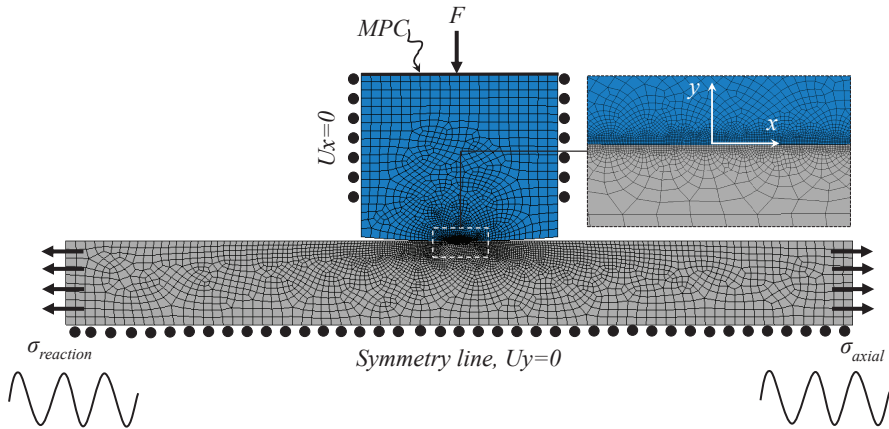 F
MPC
Ux=0
y
x
σreaction
σaxial
Symmetry line, Uy=0